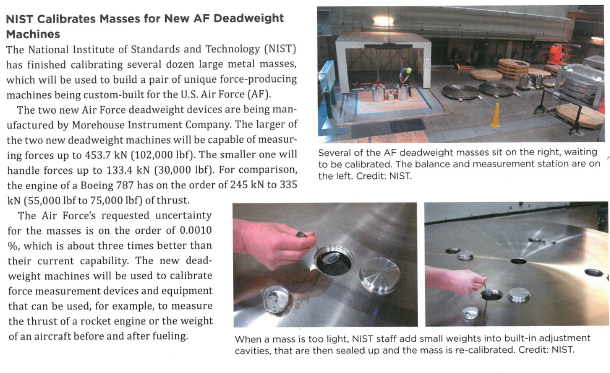 NIST Calibrates Masses for New AF Deadweight
Machines
The National Institute of Standards and Technology (NIST)
has finished calibrating several dozen large metal masses,
which will be used to build a pair of unique force-producing
machines being custom-built for the U.S. Air Force (AF).
The two new Air Force deadweight devices are being man-
ufactured by Morehouse Instrument Company. The larger of
the two new deadweight machines will be capable of measur-
ing forces up to 453.7 kN (102,000 lbf). The smaller one will
handle forces up to 133.4 kN (30,000 lbf). For comparison,
the engine of a Boeing 787 has on the order of 245 kN to 335
kN (55,000 lbf to 75,000 lbf) of thrust.
The Air Force's requested uncertainty
for the masses is on the order of 0.0010
%, which is about three times better than
their current capability. The new dead-
weight machines will be used to calibrate
force measurement devices and equipment
that can be used, for example, to measure
the thrust of a rocket engine or the weight
of an aircraft before and after fueling.
Several of the AF deadweight masses sit on the right, waiting
to be calibrated. The balance and measurement station are on
the left. Credit: NIST.
When a mass is too light, NIST staff add small weights into built-in adjustment
cavities, that are then sealed up and the mass is re-calibrated. Credit: NIST.